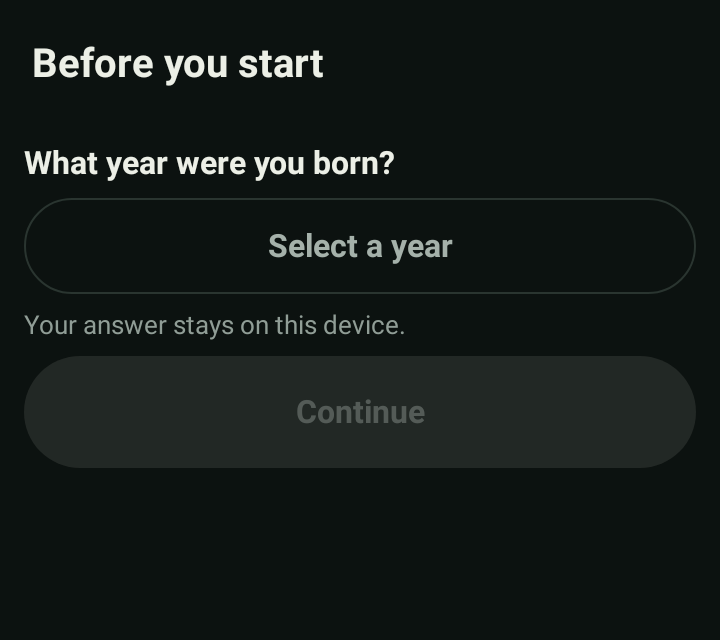 Before you start
What year were you born?
Select a year
Your answer stays on this device.
Continue